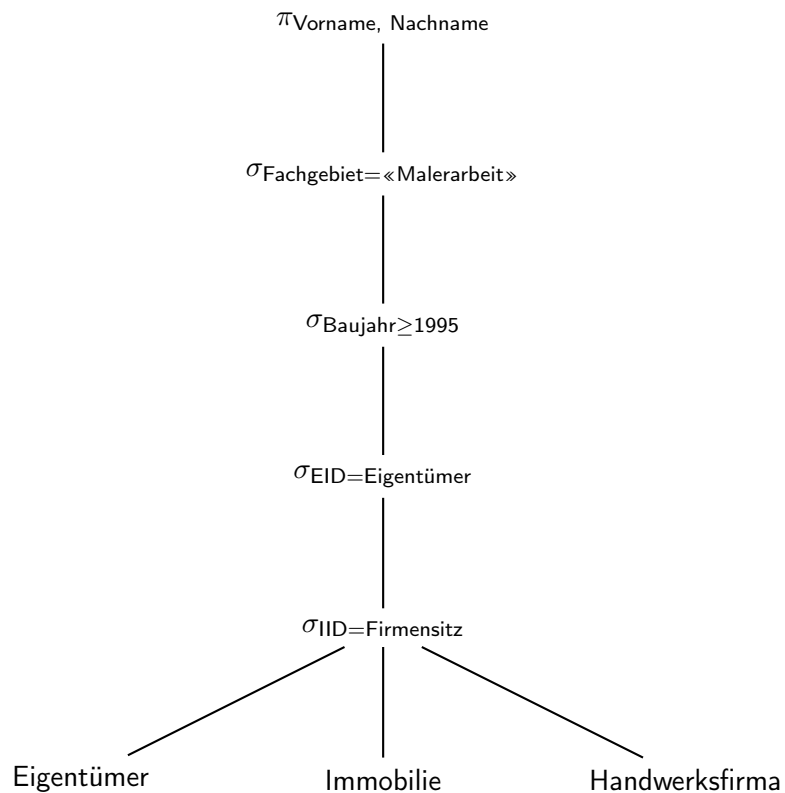 πVorname, Nachname
σFachgebiet=«Malerarbeit»
σBaujahr≥1995
σEID=Eigentümer
σIID=Firmensitz
Eigentümer Immobilie Handwerksfirma